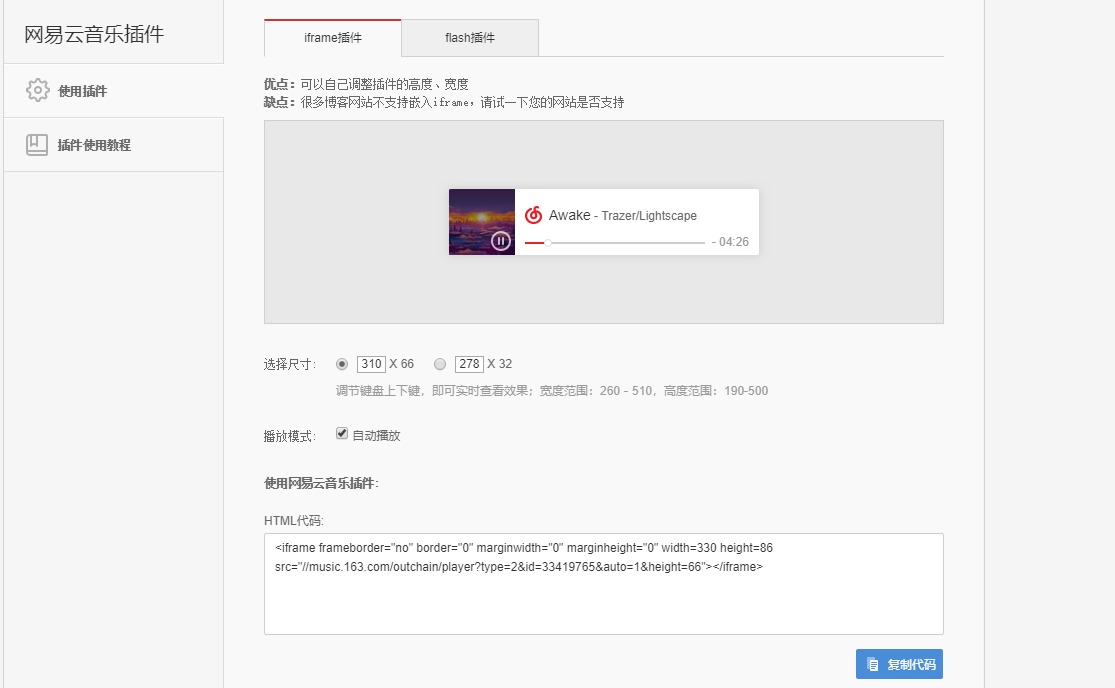 网易云音乐插件
使用插件
插件使用教程
iframe插件
flash插件
优点：可以自己调整插件的高度、宽度
缺点：很多博客网站不支持嵌入iframe，请试一下您的网站是否支持
Awake - Trazer/Lightscape
- 04:26
选择尺寸： 310 X 66 278 X 32
调节键盘上下键，即可实时查看效果；宽度范围：260 - 510，高度范围：190-500
播放模式： 自动播放
使用网易云音乐插件:
HTML代码:
<iframe frameborder="no" border="0" marginwidth="0" marginheight="0" width=330 height=86
src="//music.163.com/outchain/player?type=2&id=33419765&auto=1&height=66"></iframe>
复制代码